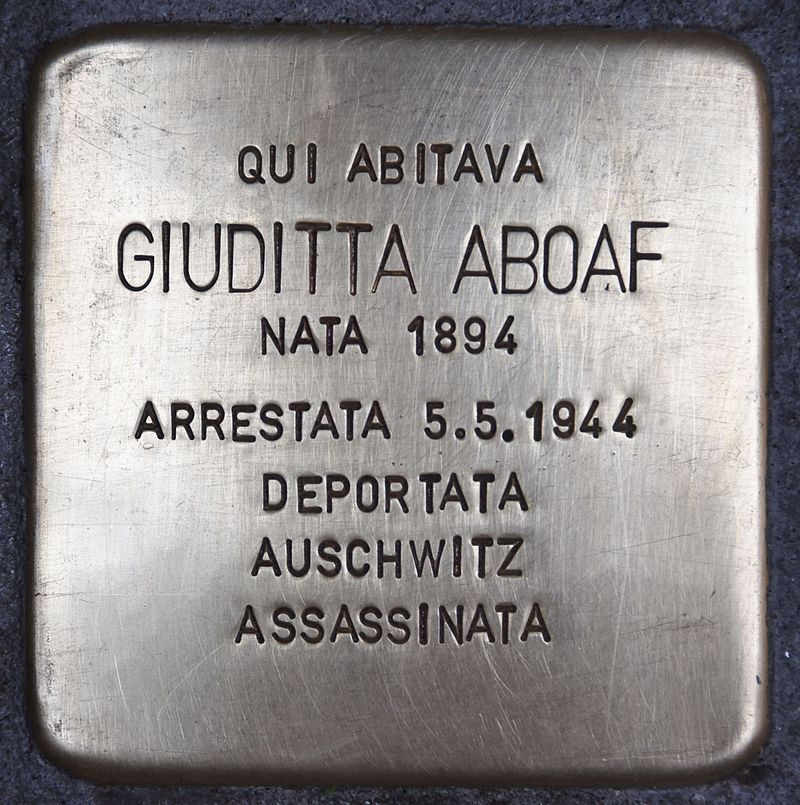 QUI ABITAVA
GIUDITTA ABOAF
NATA 1894
ARRESTATA 5.5.1944
DEPORTATA
AUSCHWITZ
ASSASSINATA